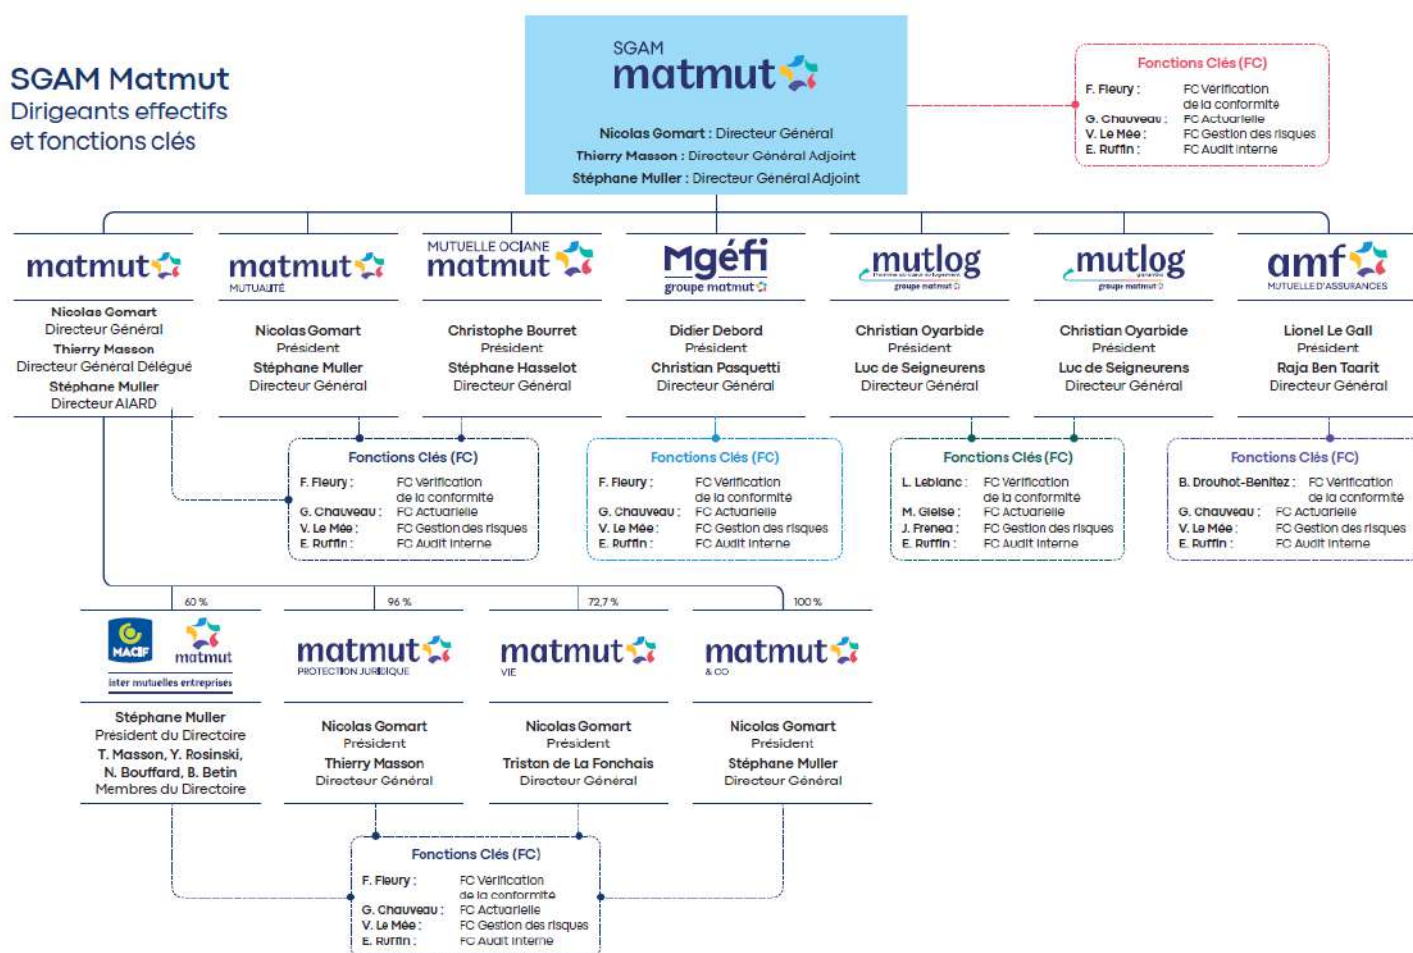 SGAM Matmut
Dirigeants effectifs
et fonctions clés
SGAM
matmut
Nicolas Gomart : Directeur Général
Thierry Masson : Directeur Général Adjoint
Stéphane Muller : Directeur Général Adjoint
Fonctions Clés (FC)
F. Fleury : FC Vérification
de la conformité
G. Chauveau : FC Actuarielle
V. Le Mée : FC Gestion des risques
E. Ruffin : FC Audit Interne
matmut
Nicolas Gomart
Directeur Général
Thierry Masson
Directeur Général Délégué
Stéphane Muller
Directeur AIARD
matmut
MUTUALITÉ
Nicolas Gomart
Président
Stéphane Muller
Directeur Général
MUTUELLE OCIANE
matmut
Christophe Bourret
Président
Stéphane Hasselot
Directeur Général
Mgéfi
groupe matmut
Didier Debord
Président
Christian Pasquetti
Directeur Général
mutlog
groupe matmut
Christian Oyarbide
Président
Luc de Seigneurens
Directeur Général
mutlog
garanties
groupe matmut
Christian Oyarbide
Président
Luc de Seigneurens
Directeur Général
amf
MUTUELLE D'ASSURANCES
Lionel Le Gall
Président
Raja Ben Taarit
Directeur Général
Fonctions Clés (FC)
F. Fleury : FC Vérification
de la conformité
G. Chauveau : FC Actuarielle
V. Le Mée : FC Gestion des risques
E. Ruffin : FC Audit Interne
Fonctions Clés (FC)
F. Fleury : FC Vérification
de la conformité
G. Chauveau : FC Actuarielle
V. Le Mée : FC Gestion des risques
E. Ruffin : FC Audit Interne
Fonctions Clés (FC)
L. Leblanc : FC Vérification
de la conformité
M. Gleise : FC Actuarielle
J. Frenea : FC Gestion des risques
E. Ruffin : FC Audit Interne
Fonctions Clés (FC)
B. Drouhot-Benitez : FC Vérification
de la conformité
G. Chauveau : FC Actuarielle
V. Le Mée : FC Gestion des risques
E. Ruffin : FC Audit Interne
60 %
96 %
72,7 %
100 %
MACIF
matmut
inter mutuelles entreprises
Stéphane Muller
Président du Directoire
T. Masson, Y. Rosinski,
N. Bouffard, B. Betin
Membres du Directoire
matmut
PROTECTION JURIDIQUE
Nicolas Gomart
Président
Thierry Masson
Directeur Général
matmut
VIE
Nicolas Gomart
Président
Tristan de La Fonchais
Directeur Général
matmut
& CO
Nicolas Gomart
Président
Stéphane Muller
Directeur Général
Fonctions Clés (FC)
F. Fleury : FC Vérification
de la conformité
G. Chauveau : FC Actuarielle
V. Le Mée : FC Gestion des risques
E. Ruffin : FC Audit Interne